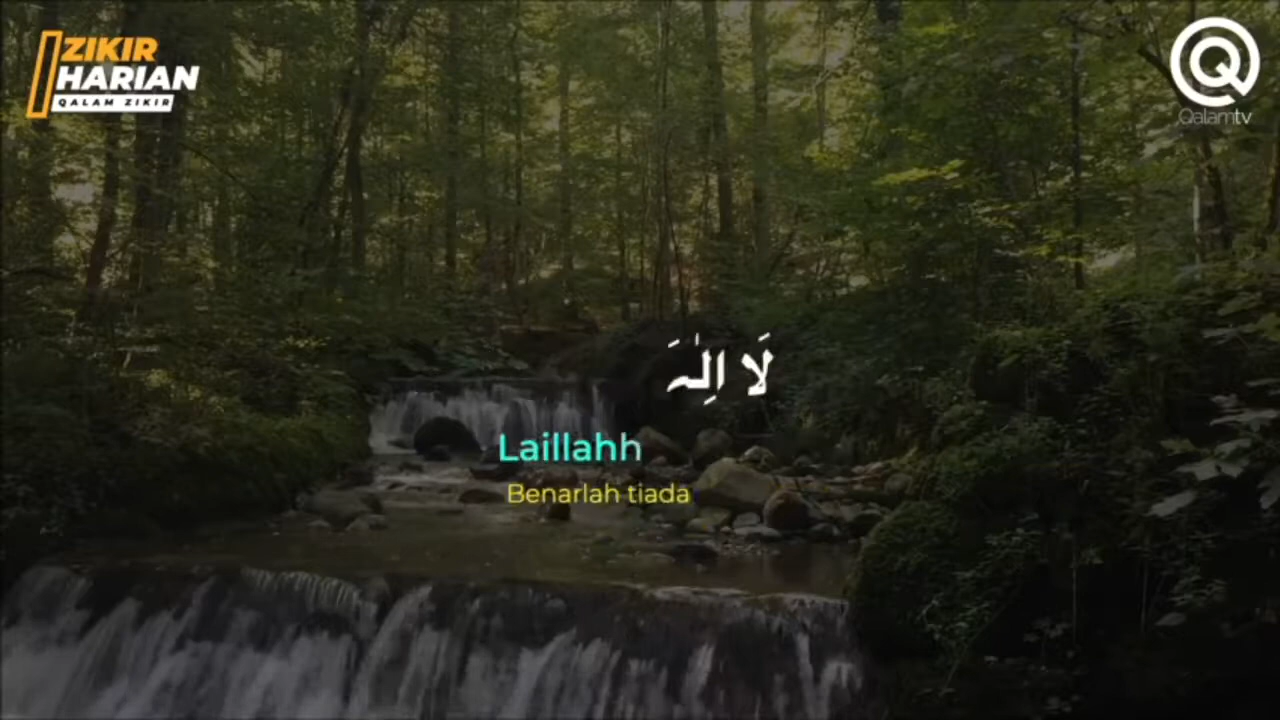 ZIKIR
HARIAN
QALAM ZIKIR
Qalamtv
لَا اِلٰهَ
Laillahh
Benarlah tiada